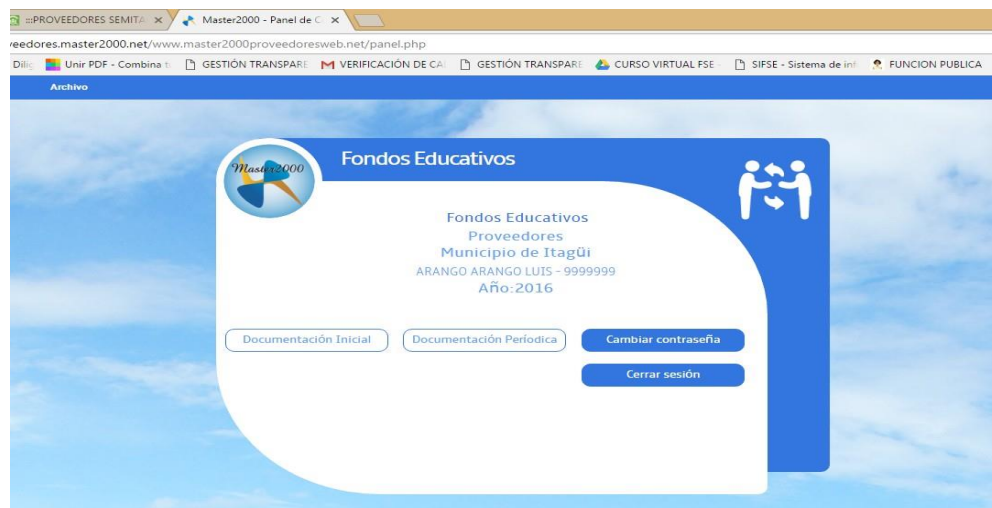 :::PROVEEDORES SEMITA Master2000 - Panel de C
veedores.master2000.net/www.master2000proveedoresweb.net/panel.php
Dilig Unir PDF - Combina t GESTIÓN TRANSPARE VERIFICACIÓN DE CA GESTIÓN TRANSPARE CURSO VIRTUAL FSE - SIFSE - Sistema de inf FUNCION PUBLICA
Archivo
Master2000
Fondos Educativos
Fondos Educativos
Proveedores
Municipio de Itagüi
ARANGO ARANGO LUIS - 9999999
Año:2016
Documentación Inicial Documentación Períodica Cambiar contraseña
Cerrar sesión